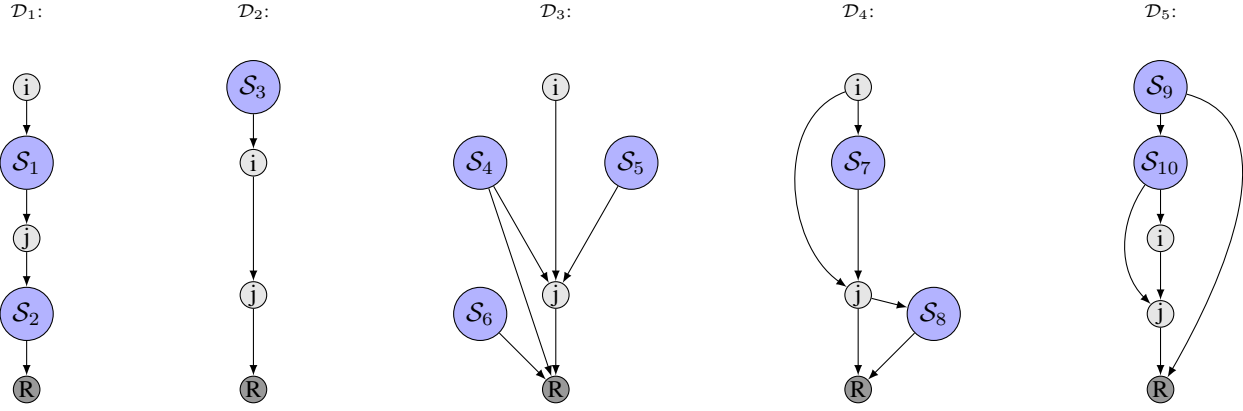 𝒟₁: 𝒟₂: 𝒟₃: 𝒟₄: 𝒟₅:
i 𝒮₃ i i 𝒮₉
𝒮₁ i 𝒮₄ 𝒮₅ 𝒮₇ 𝒮₁₀
j i
j j j
𝒮₂ 𝒮₆ 𝒮₈ j
R R R R R